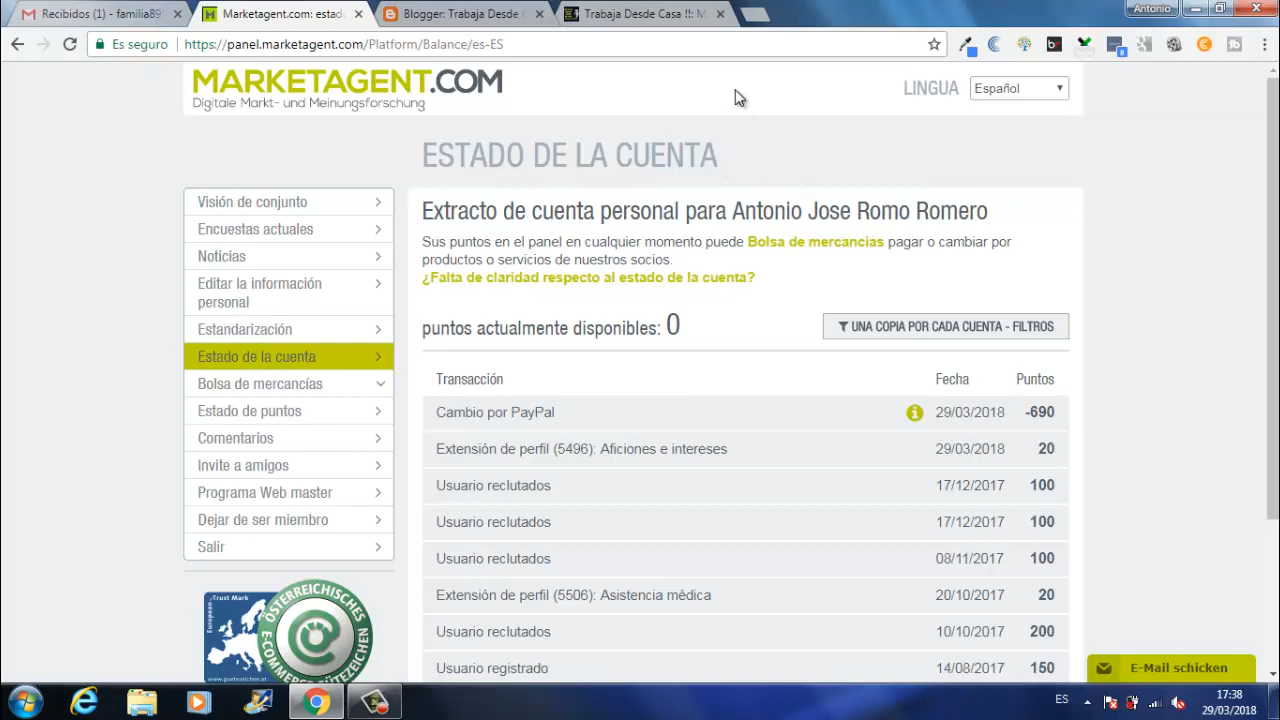 Recibidos (1) - familia89
Marketagent.com: estado
Blogger: Trabaja Desde C
Trabaja Desde Casa !!: M
Antonio
Es seguro
https://panel.marketagent.com/Platform/Balance/es-ES
MARKETAGENT.COM
Digitale Markt- und Meinungsforschung
LINGUA
Español
ESTADO DE LA CUENTA
Visión de conjunto
Encuestas actuales
Noticias
Editar la información
personal
Estandarización
Estado de la cuenta
Bolsa de mercancías
Estado de puntos
Comentarios
Invite a amigos
Programa Web master
Dejar de ser miembro
Salir
Extracto de cuenta personal para Antonio Jose Romo Romero
Sus puntos en el panel en cualquier momento puede Bolsa de mercancias pagar o cambiar por
productos o servicios de nuestros socios.
¿Falta de claridad respecto al estado de la cuenta?
puntos actualmente disponibles: 0
UNA COPIA POR CADA CUENTA - FILTROS
Transacción Fecha Puntos
Cambio por PayPal 29/03/2018 -690
Extensión de perfil (5496): Aficiones e intereses 29/03/2018 20
Usuario reclutados 17/12/2017 100
Usuario reclutados 17/12/2017 100
Usuario reclutados 08/11/2017 100
Extensión de perfil (5506): Asistencia médica 20/10/2017 20
Usuario reclutados 10/10/2017 200
Usuario registrado 14/08/2017 150
European
Trust Mark
ÖSTERREICHISCHES
E-COMMERCE GÜTEZEICHEN
www.guetezeichen.at
E-Mail schicken
ES
17:38
29/03/2018